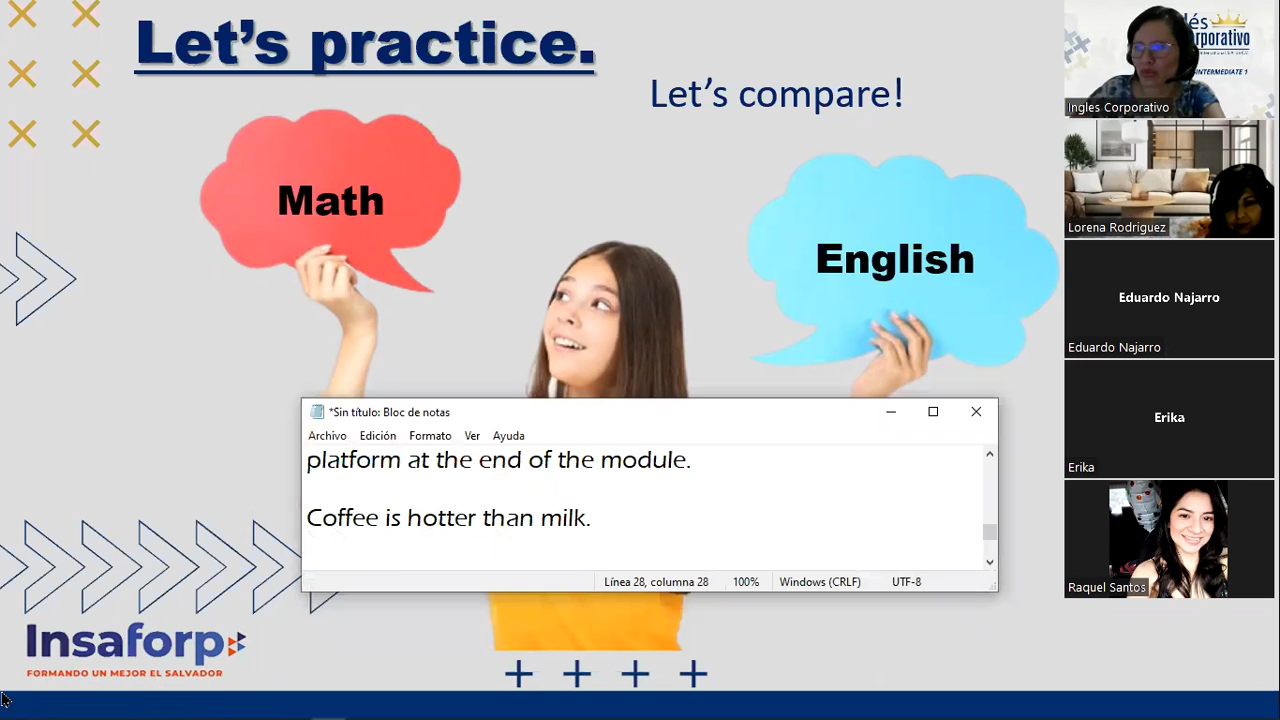 Let's practice.
Let's compare!
Math
English
*Sin título: Bloc de notas
Archivo Edición Formato Ver Ayuda
platform at the end of the module.
Coffee is hotter than milk.
Línea 28, columna 28 100% Windows (CRLF) UTF-8
Insaforp
FORMANDO UN MEJOR EL SALVADOR
Ingles Corporativo
INTERMEDIATE 1
Lorena Rodriguez
Eduardo Najarro
Eduardo Najarro
Erika
Erika
Raquel Santos